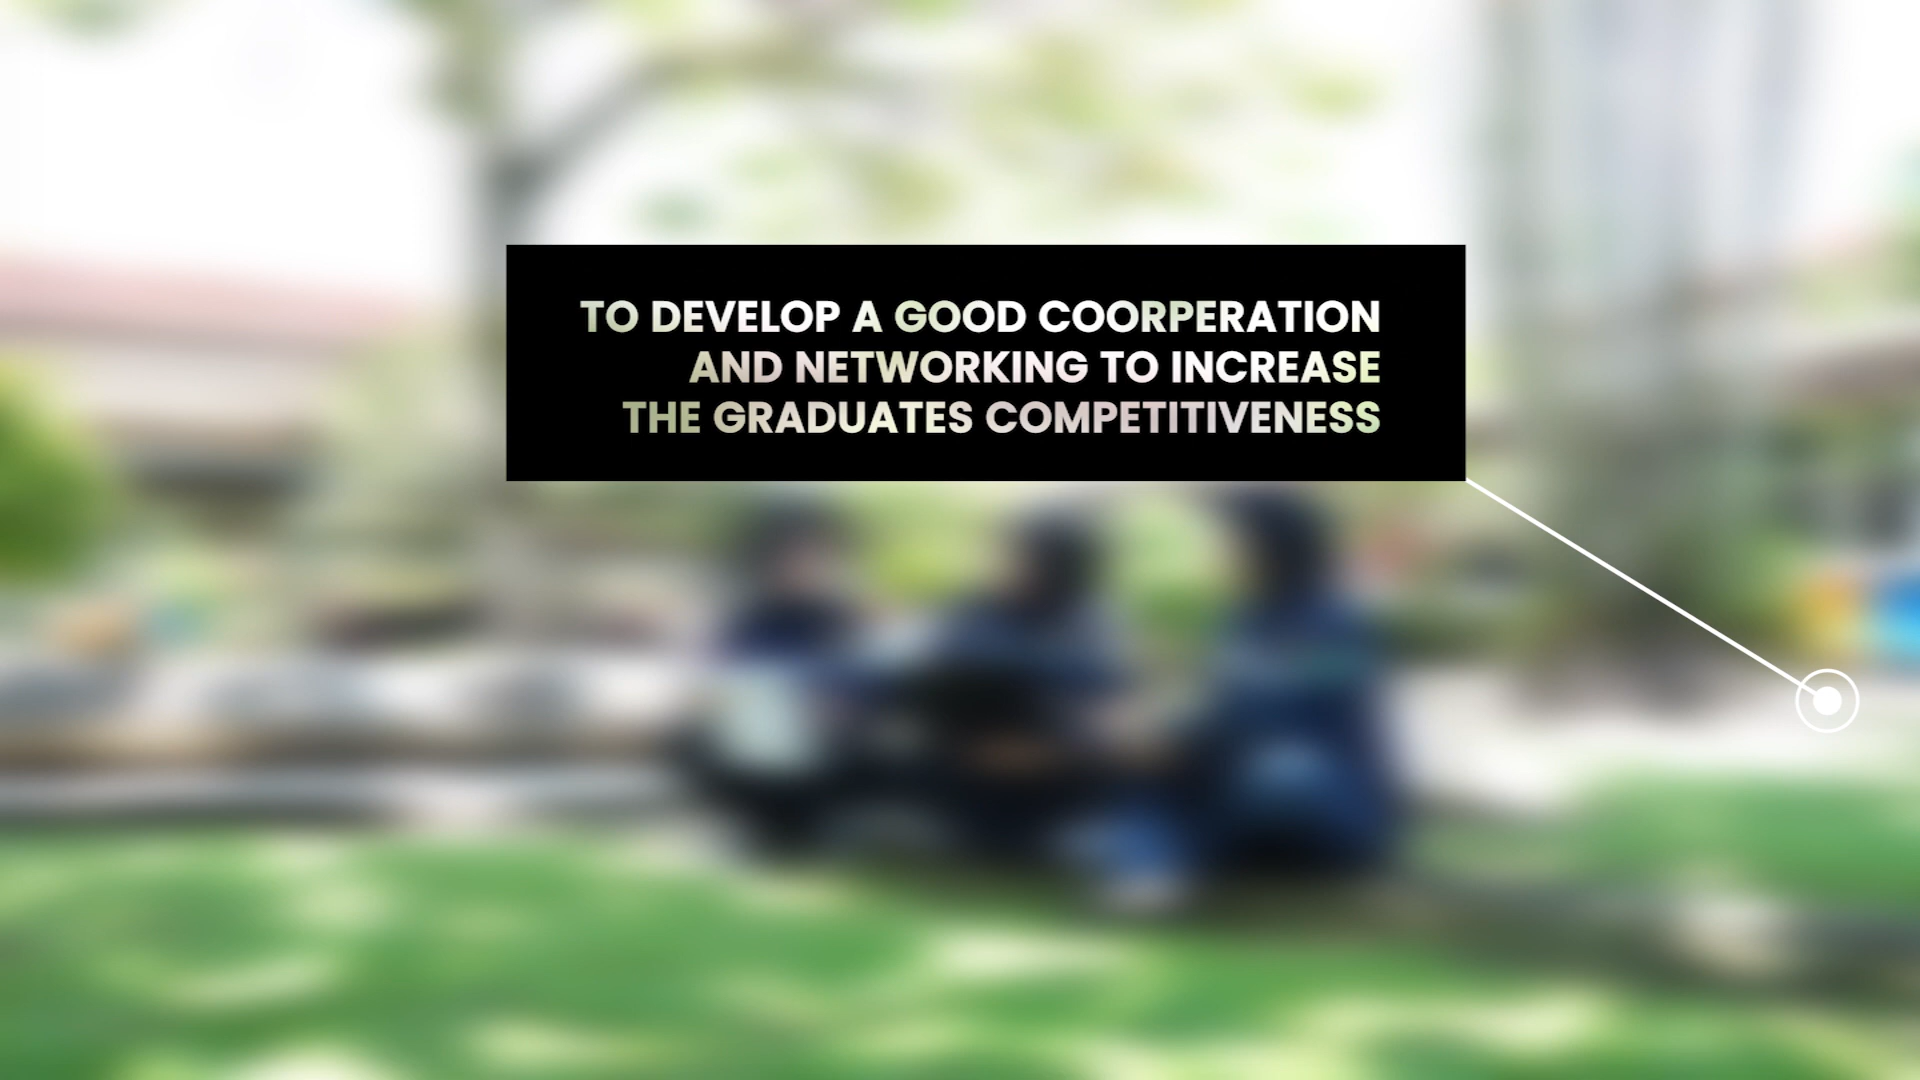 TO DEVELOP A GOOD COORPERATION
AND NETWORKING TO INCREASE
THE GRADUATES COMPETITIVENESS